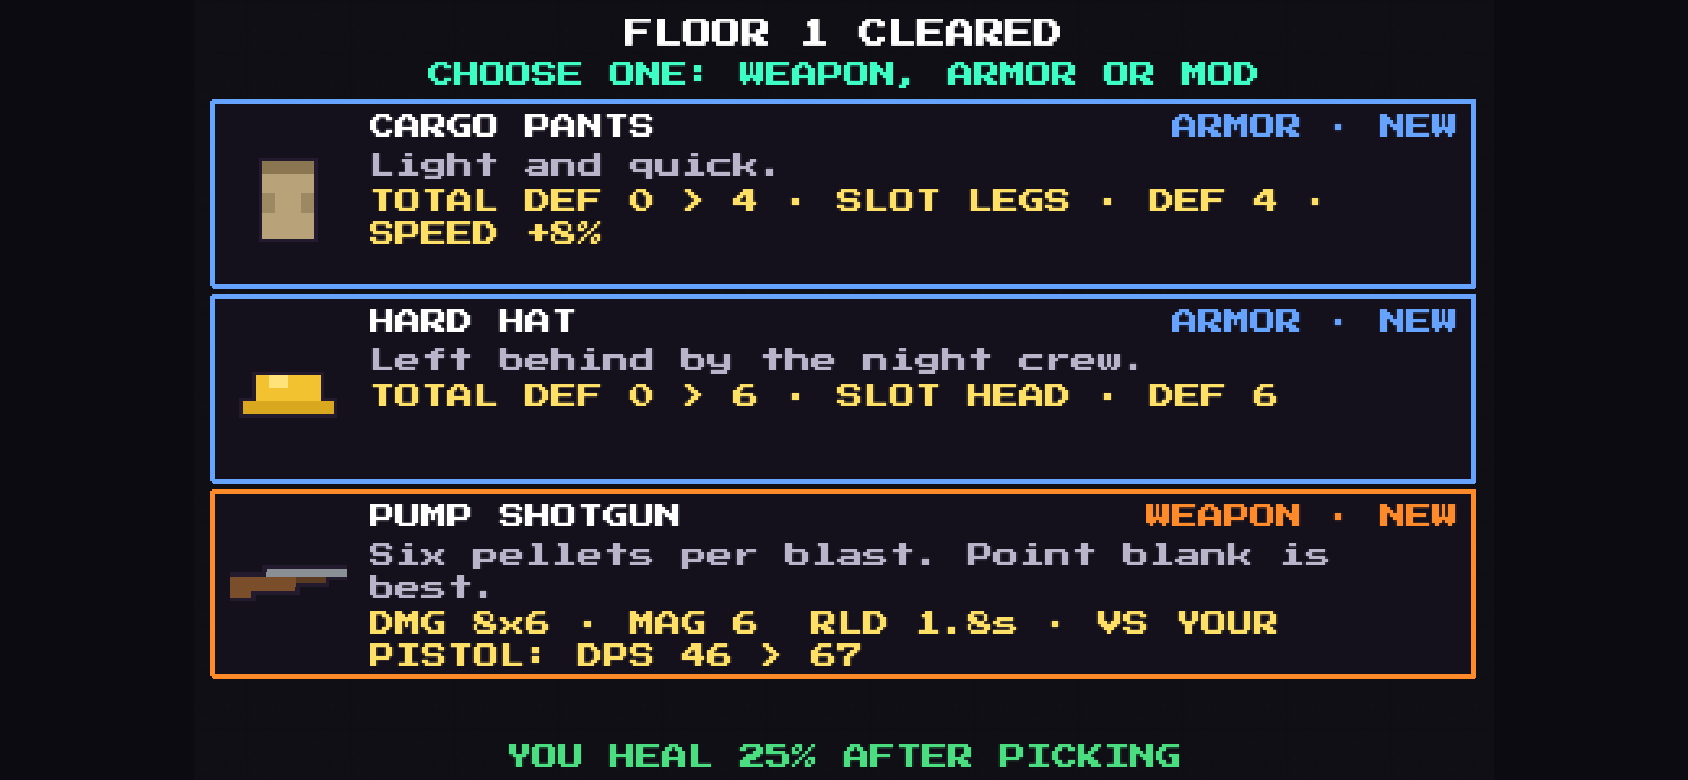 FLOOR 1 CLEARED
CHOOSE ONE: WEAPON, ARMOR OR MOD
CARGO PANTS
ARMOR · NEW
Light and quick.
TOTAL DEF 0 > 4 · SLOT LEGS · DEF 4 ·
SPEED +8%
HARD HAT
ARMOR · NEW
Left behind by the night crew.
TOTAL DEF 0 > 6 · SLOT HEAD · DEF 6
PUMP SHOTGUN
WEAPON · NEW
Six pellets per blast. Point blank is
best.
DMG 8x6 · MAG 6 RLD 1.8s · VS YOUR
PISTOL: DPS 46 > 67
YOU HEAL 25% AFTER PICKING